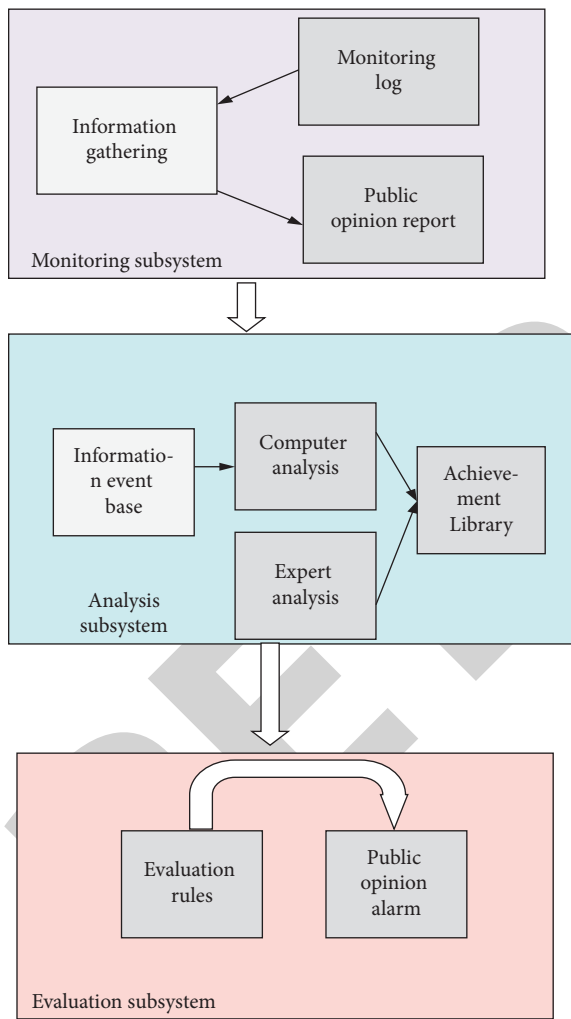 Monitoring
log
Information
gathering
Public
opinion report
Monitoring subsystem
Computer
analysis
Informatio-
n event
base
Achieve-
ment
Library
Expert
analysis
Analysis
subsystem
Evaluation
rules
Public
opinion
alarm
Evaluation subsystem